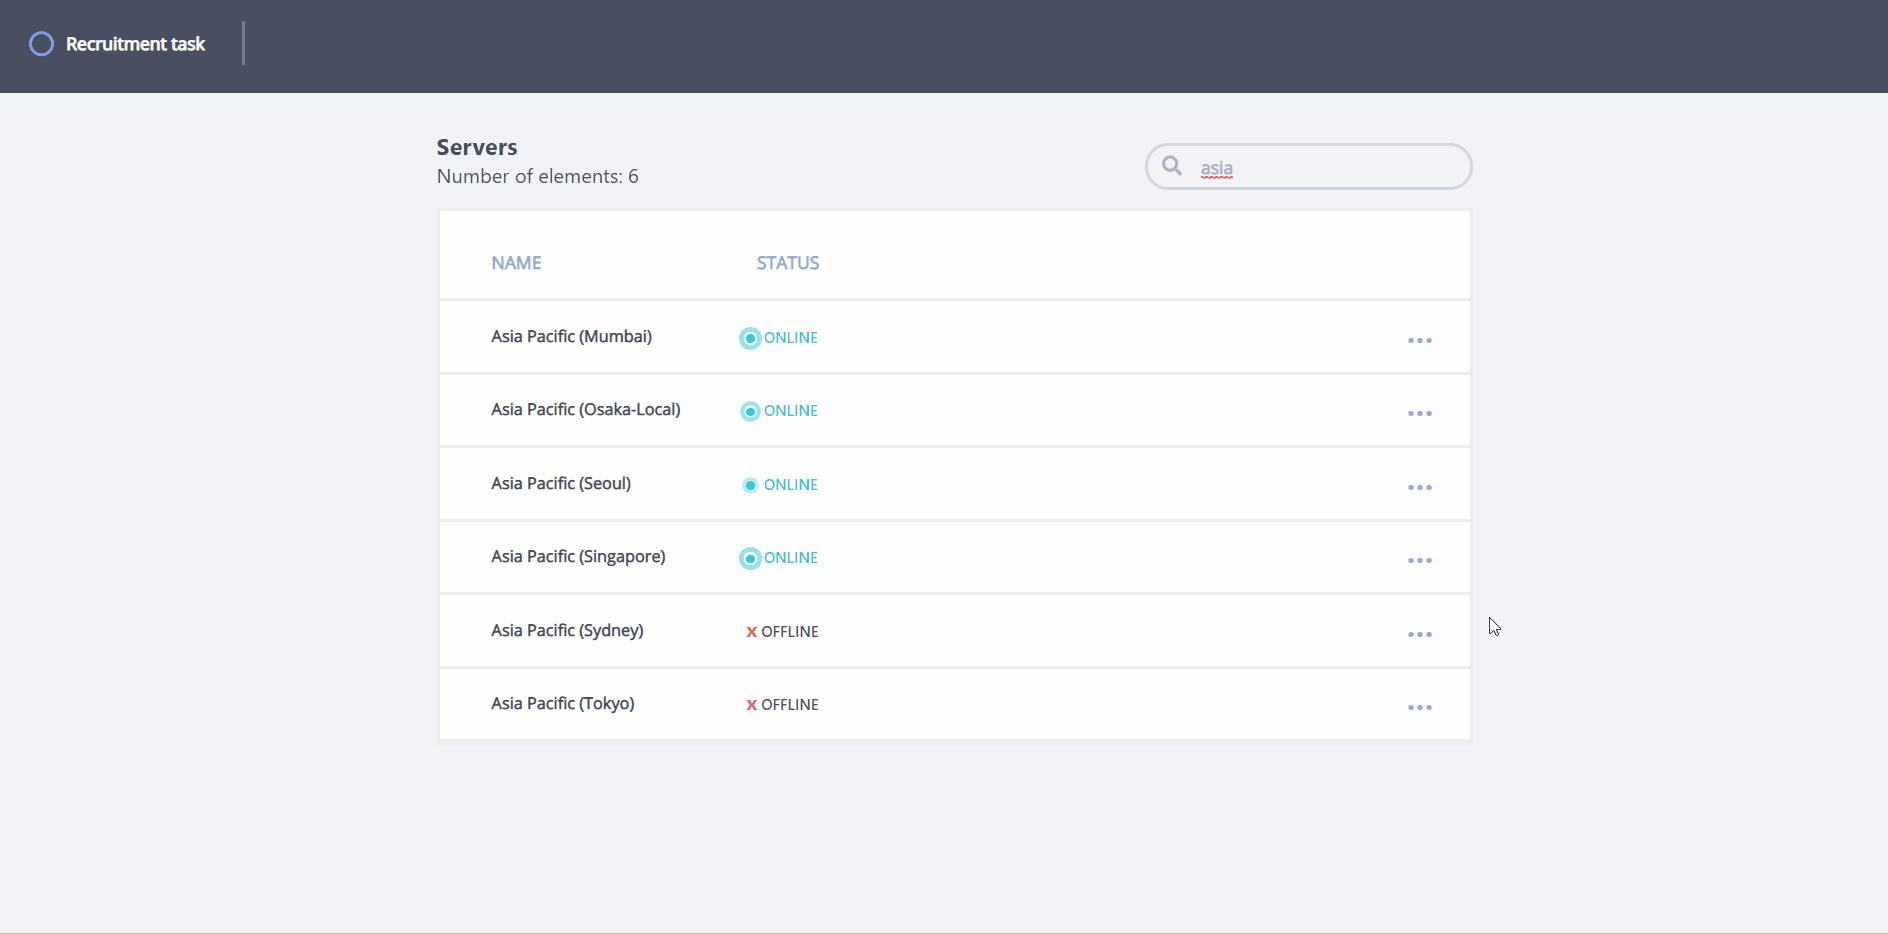 Recruitment task
Servers
Number of elements: 6
asia
NAME STATUS
Asia Pacific (Mumbai) ONLINE
Asia Pacific (Osaka-Local) ONLINE
Asia Pacific (Seoul) ONLINE
Asia Pacific (Singapore) ONLINE
Asia Pacific (Sydney) x OFFLINE
Asia Pacific (Tokyo) x OFFLINE